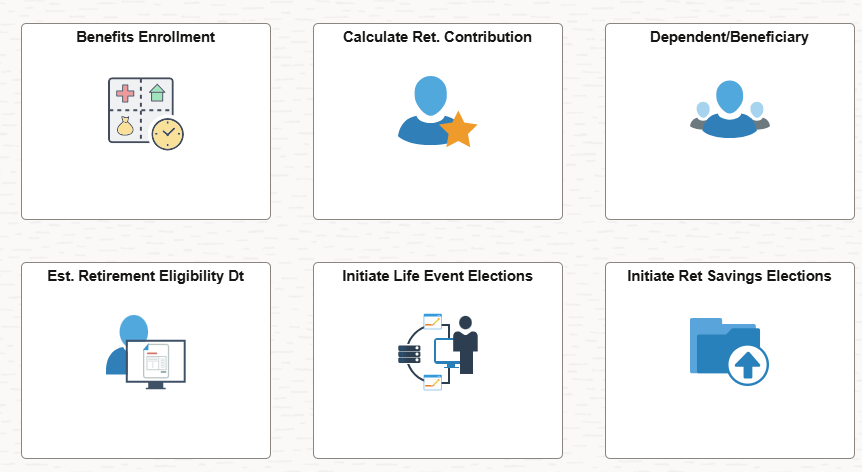 Benefits Enrollment
Calculate Ret. Contribution
Dependent/Beneficiary
Est. Retirement Eligibility Dt
Initiate Life Event Elections
Initiate Ret Savings Elections